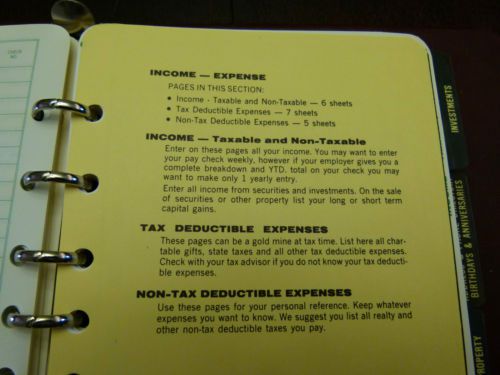 CHECK
NO.
INCOME — EXPENSE
PAGES IN THIS SECTION:
• Income - Taxable and Non-Taxable — 6 sheets
• Tax Deductible Expenses — 7 sheets
• Non-Tax Deductible Expenses — 5 sheets
INCOME — Taxable and Non-Taxable
Enter on these pages all your income. You may want to enter
your pay check weekly, however if your employer gives you a
complete breakdown and YTD. total on your check you may
want to make only 1 yearly entry.
Enter all income from securities and investments. On the sale
of securities or other property list your long or short term
capital gains.
TAX DEDUCTIBLE EXPENSES
These pages can be a gold mine at tax time. List here all char-
table gifts, state taxes and all other tax deductible expenses.
Check with your tax advisor if you do not know your tax deducti-
ble expenses.
NON-TAX DEDUCTIBLE EXPENSES
Use these pages for your personal reference. Keep whatever
expenses you want to know. We suggest you list all realty and
other non-tax deductible taxes you pay.
INVESTMENTS
BIRTHDAYS & ANNIVERSARIES
PROPERTY